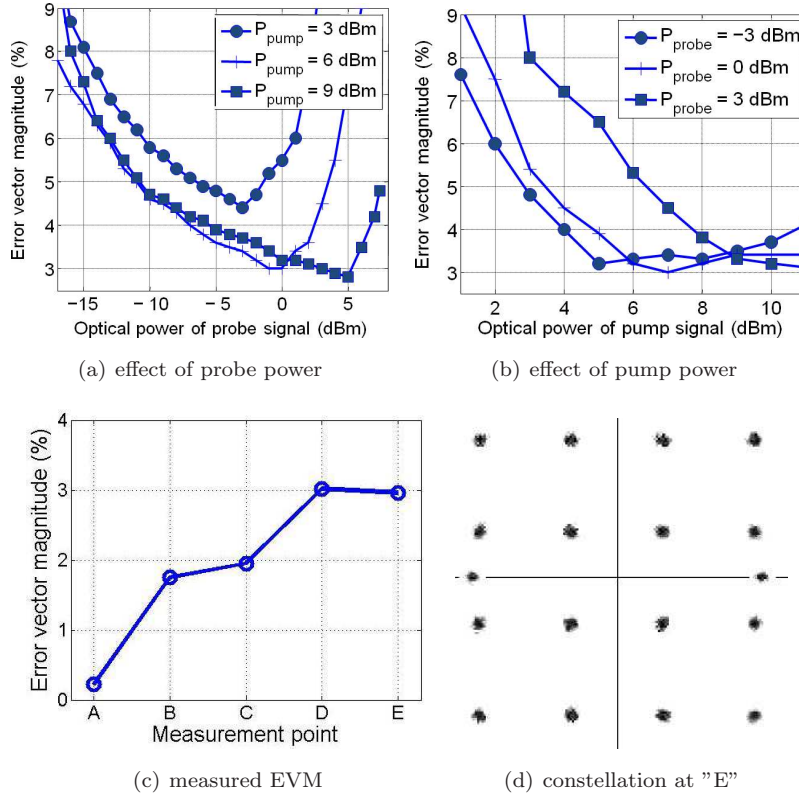 P_pump = 3 dBm
P_pump = 6 dBm
P_pump = 9 dBm
Error vector magnitude (%)
9
8
7
6
5
4
3
−15
−10
−5
0
5
Optical power of probe signal (dBm)
(a) effect of probe power
P_probe = −3 dBm
P_probe = 0 dBm
P_probe = 3 dBm
Error vector magnitude (%)
9
8
7
6
5
4
3
2
4
6
8
10
Optical power of pump signal (dBm)
(b) effect of pump power
Error vector magnitude (%)
4
3
2
1
0
A
B
C
D
E
Measurement point
(c) measured EVM
(d) constellation at "E"